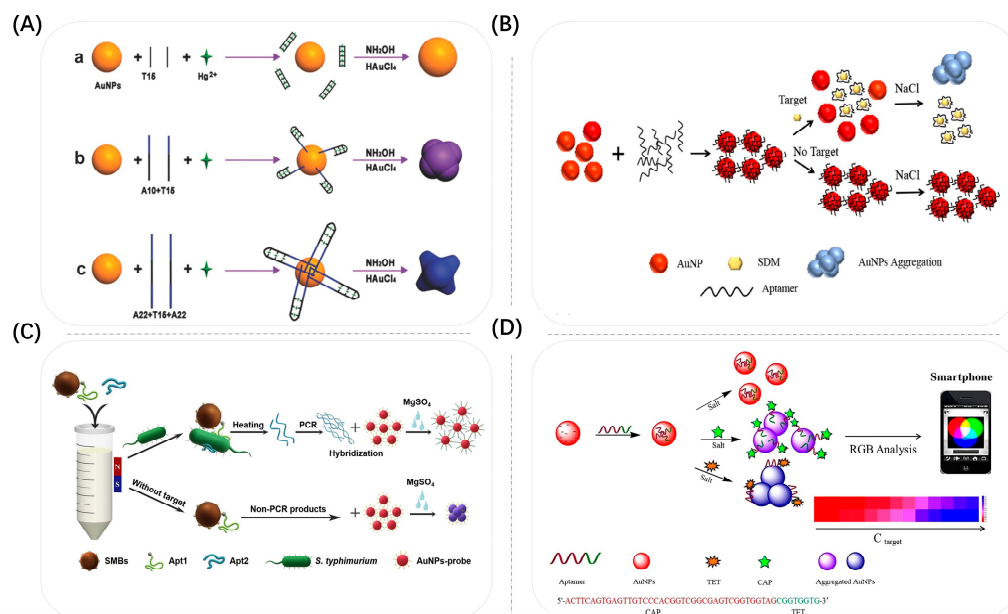 (A)
a
AuNPs
+
T15
+
Hg2+
NH2OH
HAuCl4
b
+
A10+T15
+
NH2OH
HAuCl4
c
+
A22+T15+A22
+
NH2OH
HAuCl4
(B)
+
Target
No Target
NaCl
NaCl
AuNP
SDM
AuNPs Aggregation
Aptamer
(C)
N
S
Without target
Heating
PCR
Hybridization
+
MgSO4
Non-PCR products
+
MgSO4
SMBs
Apt1
Apt2
S. typhimurium
AuNPs-probe
(D)
Salt
Salt
Salt
RGB Analysis
Smartphone
C target
Aptamer
AuNPs
TET
CAP
Aggregated AuNPs
5'-ACTTCAGTGAGTTGTCCCACGGTCGGCGAGTCGGTGGTAGCGGTGGTG-3'
CAP
TET